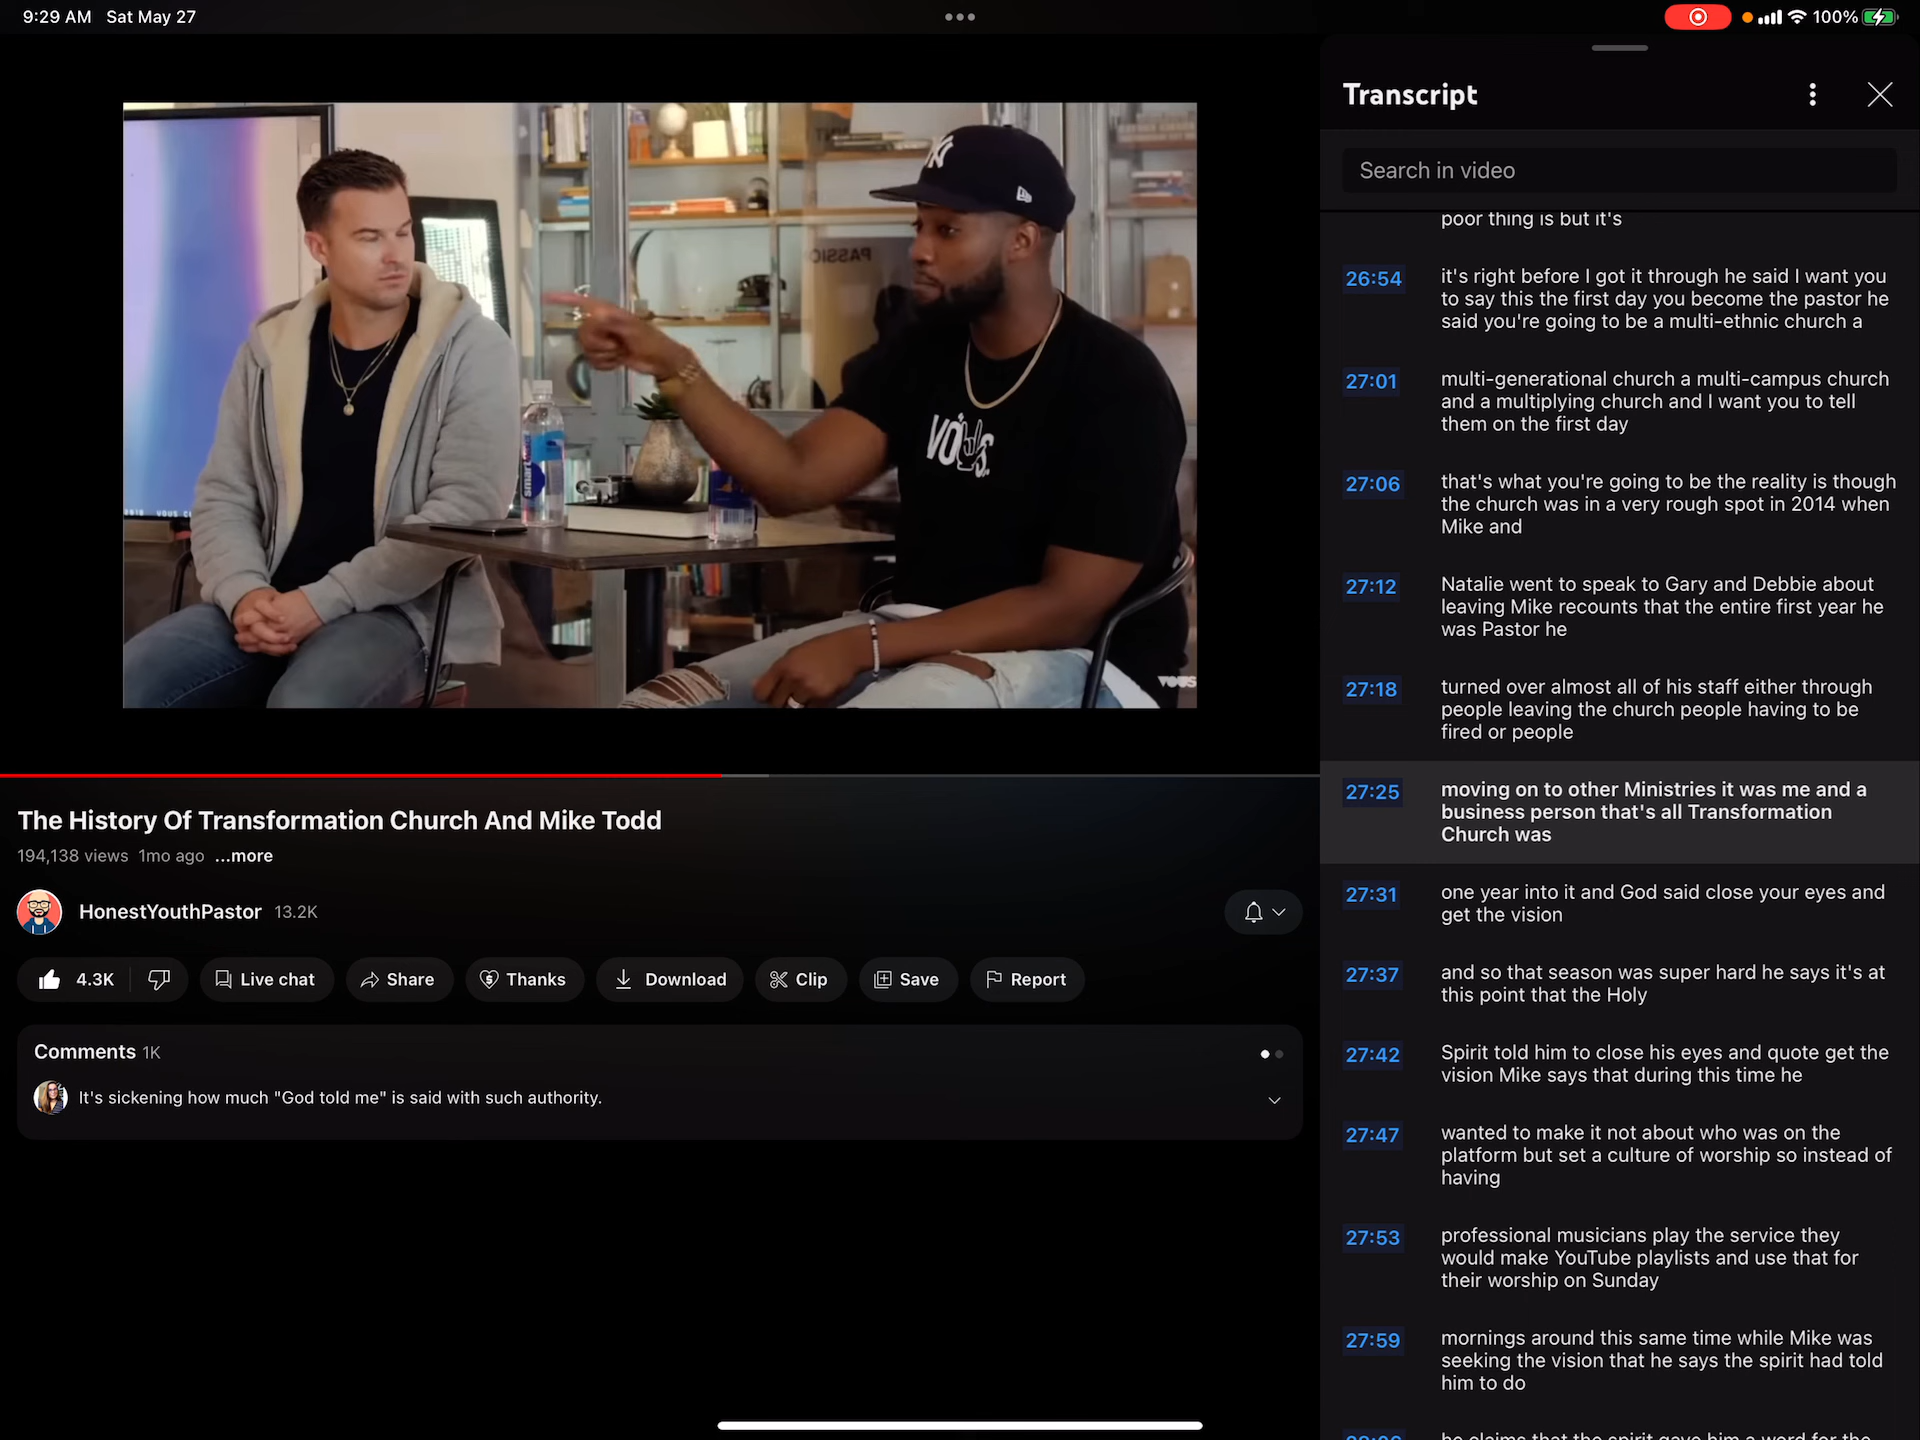 9:29 AM Sat May 27
100%
PASSION
NY
smart
VOUS.
VOUS
The History Of Transformation Church And Mike Todd
194,138 views 1mo ago ...more
HonestYouthPastor 13.2K
4.3K
Live chat
Share
Thanks
Download
Clip
Save
Report
Comments 1K
It's sickening how much "God told me" is said with such authority.
Transcript
Search in video
poor thing is but it's
26:54
it's right before I got it through he said I want you
to say this the first day you become the pastor he
said you're going to be a multi-ethnic church a
27:01
multi-generational church a multi-campus church
and a multiplying church and I want you to tell
them on the first day
27:06
that's what you're going to be the reality is though
the church was in a very rough spot in 2014 when
Mike and
27:12
Natalie went to speak to Gary and Debbie about
leaving Mike recounts that the entire first year he
was Pastor he
27:18
turned over almost all of his staff either through
people leaving the church people having to be
fired or people
27:25
moving on to other Ministries it was me and a
business person that's all Transformation
Church was
27:31
one year into it and God said close your eyes and
get the vision
27:37
and so that season was super hard he says it's at
this point that the Holy
27:42
Spirit told him to close his eyes and quote get the
vision Mike says that during this time he
27:47
wanted to make it not about who was on the
platform but set a culture of worship so instead of
having
27:53
professional musicians play the service they
would make YouTube playlists and use that for
their worship on Sunday
27:59
mornings around this same time while Mike was
seeking the vision that he says the spirit had told
him to do
he claims that the spirit gave him a word for the